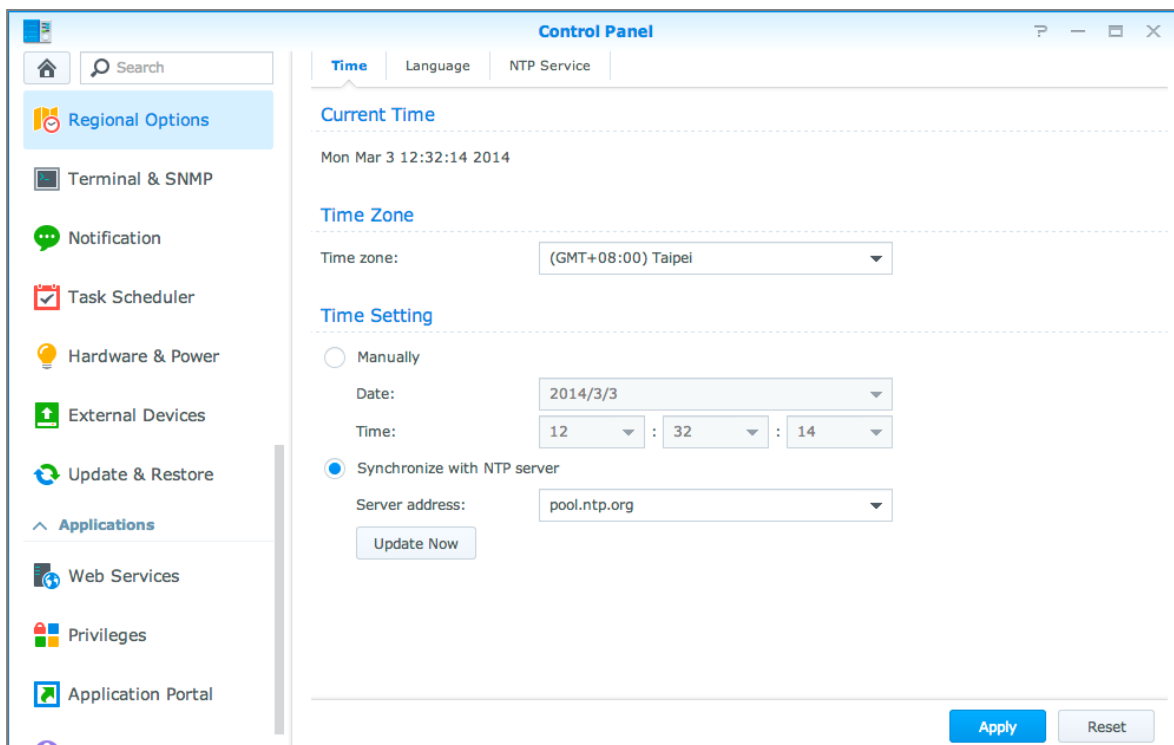 Control Panel
Search
Time Language NTP Service
Regional Options
Terminal & SNMP
Notification
Task Scheduler
Hardware & Power
External Devices
Update & Restore
Applications
Web Services
Privileges
Application Portal
Current Time
Mon Mar 3 12:32:14 2014
Time Zone
Time zone: (GMT+08:00) Taipei
Time Setting
Manually
Date: 2014/3/3
Time: 12 : 32 : 14
Synchronize with NTP server
Server address: pool.ntp.org
Update Now
Apply Reset